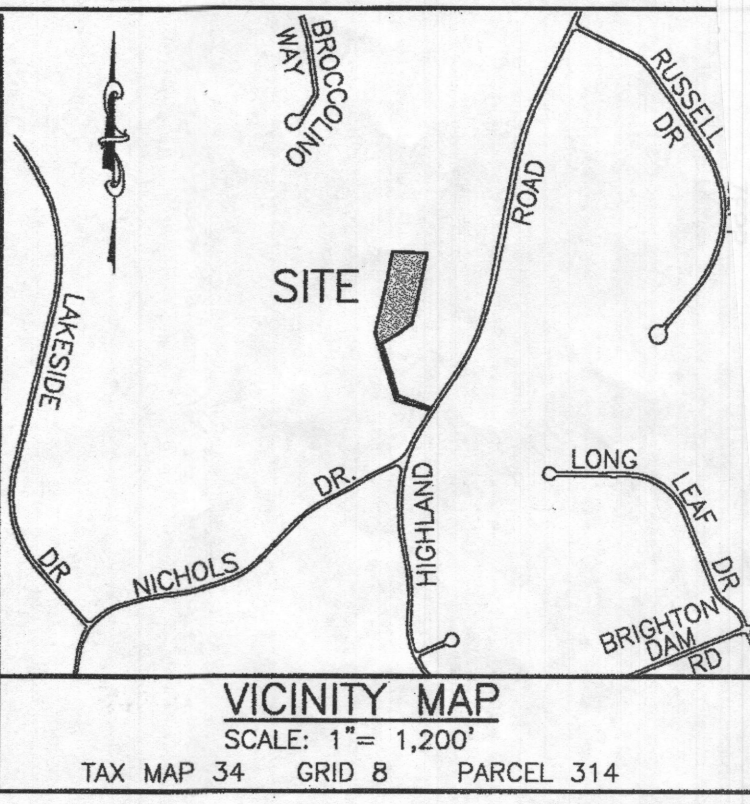 BROCCOLINO
WAY
RUSSELL
DR
ROAD
SITE
LAKESIDE
DR
LONG
LEAF
DR
DR.
NICHOLS
HIGHLAND
BRIGHTON
DAM
RD
VICINITY MAP
SCALE: 1"= 1,200'
TAX MAP 34 GRID 8 PARCEL 314